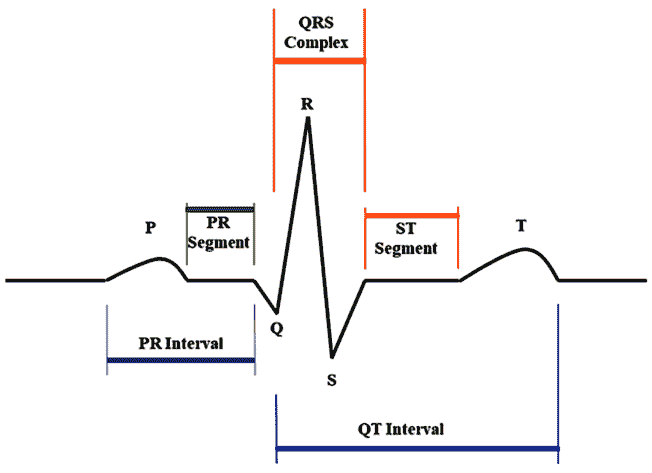 QRS
Complex
R
P
PR
Segment
ST
Segment
T
Q
PR Interval
S
QT Interval